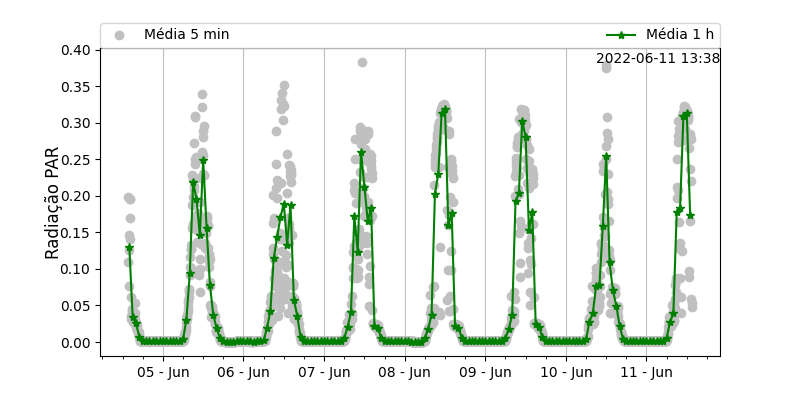 Média 5 min
Média 1 h
2022-06-11 13:38
Radiação PAR
0.40
0.35
0.30
0.25
0.20
0.15
0.10
0.05
0.00
05 - Jun
06 - Jun
07 - Jun
08 - Jun
09 - Jun
10 - Jun
11 - Jun